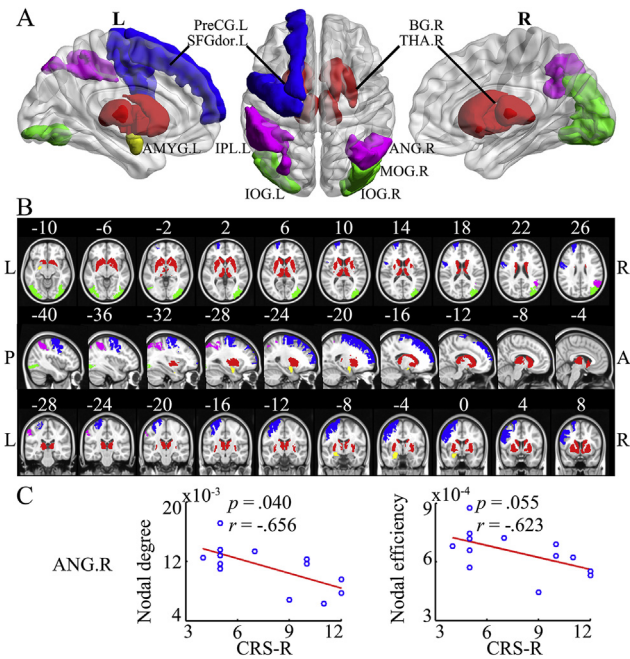 A
L
R
PreCG.L
SFGdor.L
BG.R
THA.R
AMYG.L
IPL.L
ANG.R
MOG.R
IOG.L
IOG.R
B
-10 -6 -2 2 6 10 14 18 22 26
L R
-40 -36 -32 -28 -24 -20 -16 -12 -8 -4
P A
-28 -24 -20 -16 -12 -8 -4 0 4 8
L R
C
ANG.R
x10⁻³
p = .040
r = -.656
Nodal degree
20
12
4
3 6 9 12
CRS-R
x10⁻⁴
p = .055
r = -.623
Nodal efficiency
9
6
3
3 6 9 12
CRS-R